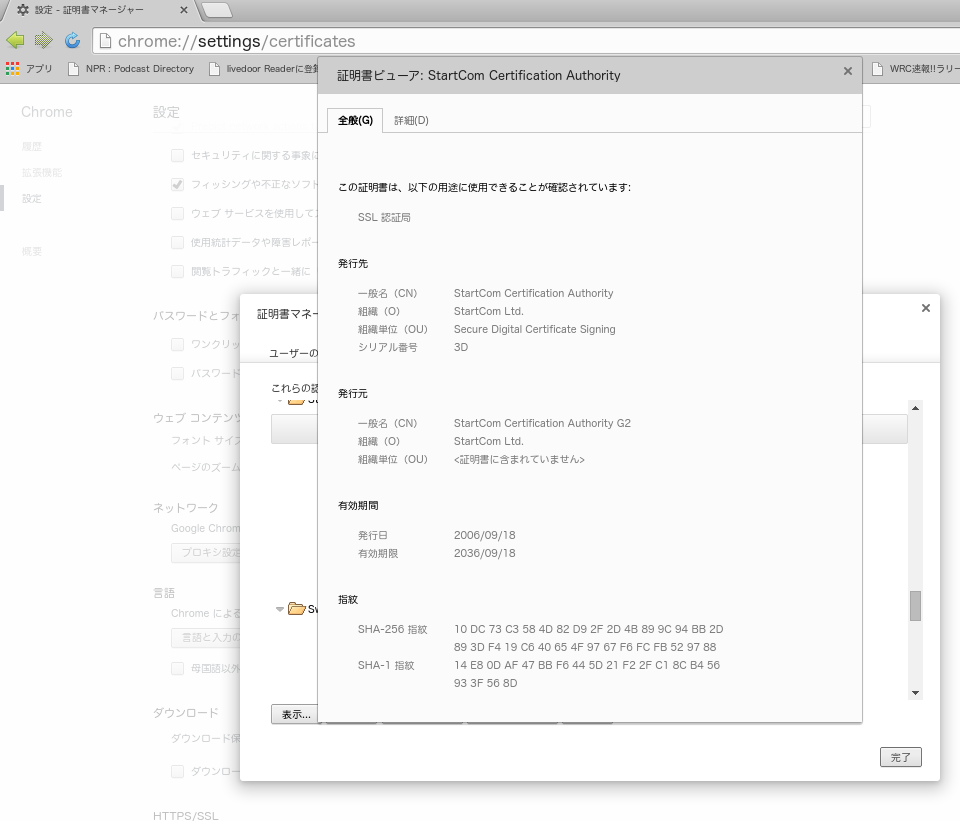 設定 - 証明書マネージャー
chrome://settings/certificates
アプリ
NPR : Podcast Directory
livedoor Readerに登録
WRC速報!!ラリー
証明書ビューア: StartCom Certification Authority
Chrome
設定
全般(G)
詳細(D)
履歴
拡張機能
設定
概要
セキュリティに関する事象に
フィッシングや不正なソフト
ウェブ サービスを使用して
使用統計データや障害レポー
閲覧トラフィックと一緒に
この証明書は、以下の用途に使用できることが確認されています:
SSL 認証局
発行先
一般名（CN）
StartCom Certification Authority
組織（O）
StartCom Ltd.
組織単位（OU）
Secure Digital Certificate Signing
シリアル番号
3D
パスワードとフォ
ワンクリッ
パスワード
証明書マネー
ユーザーの
これらの認
発行元
一般名（CN）
StartCom Certification Authority G2
組織（O）
StartCom Ltd.
組織単位（OU）
<証明書に含まれていません>
ウェブ コンテンツ
フォント サイズ
ページのズーム
有効期間
発行日
2006/09/18
有効期限
2036/09/18
ネットワーク
Google Chrom
プロキシ設定
言語
Chrome による
言語と入力の
母国語以外
指紋
SHA-256 指紋
10 DC 73 C3 58 4D 82 D9 2F 2D 4B 89 9C 94 BB 2D
89 3D F4 19 C6 40 65 4F 97 67 F6 FC FB 52 97 88
SHA-1 指紋
14 E8 0D AF 47 BB F6 44 5D 21 F2 2F C1 8C B4 56
93 3F 56 8D
ダウンロード
ダウンロード保
ダウンロー
表示...
完了
HTTPS/SSL